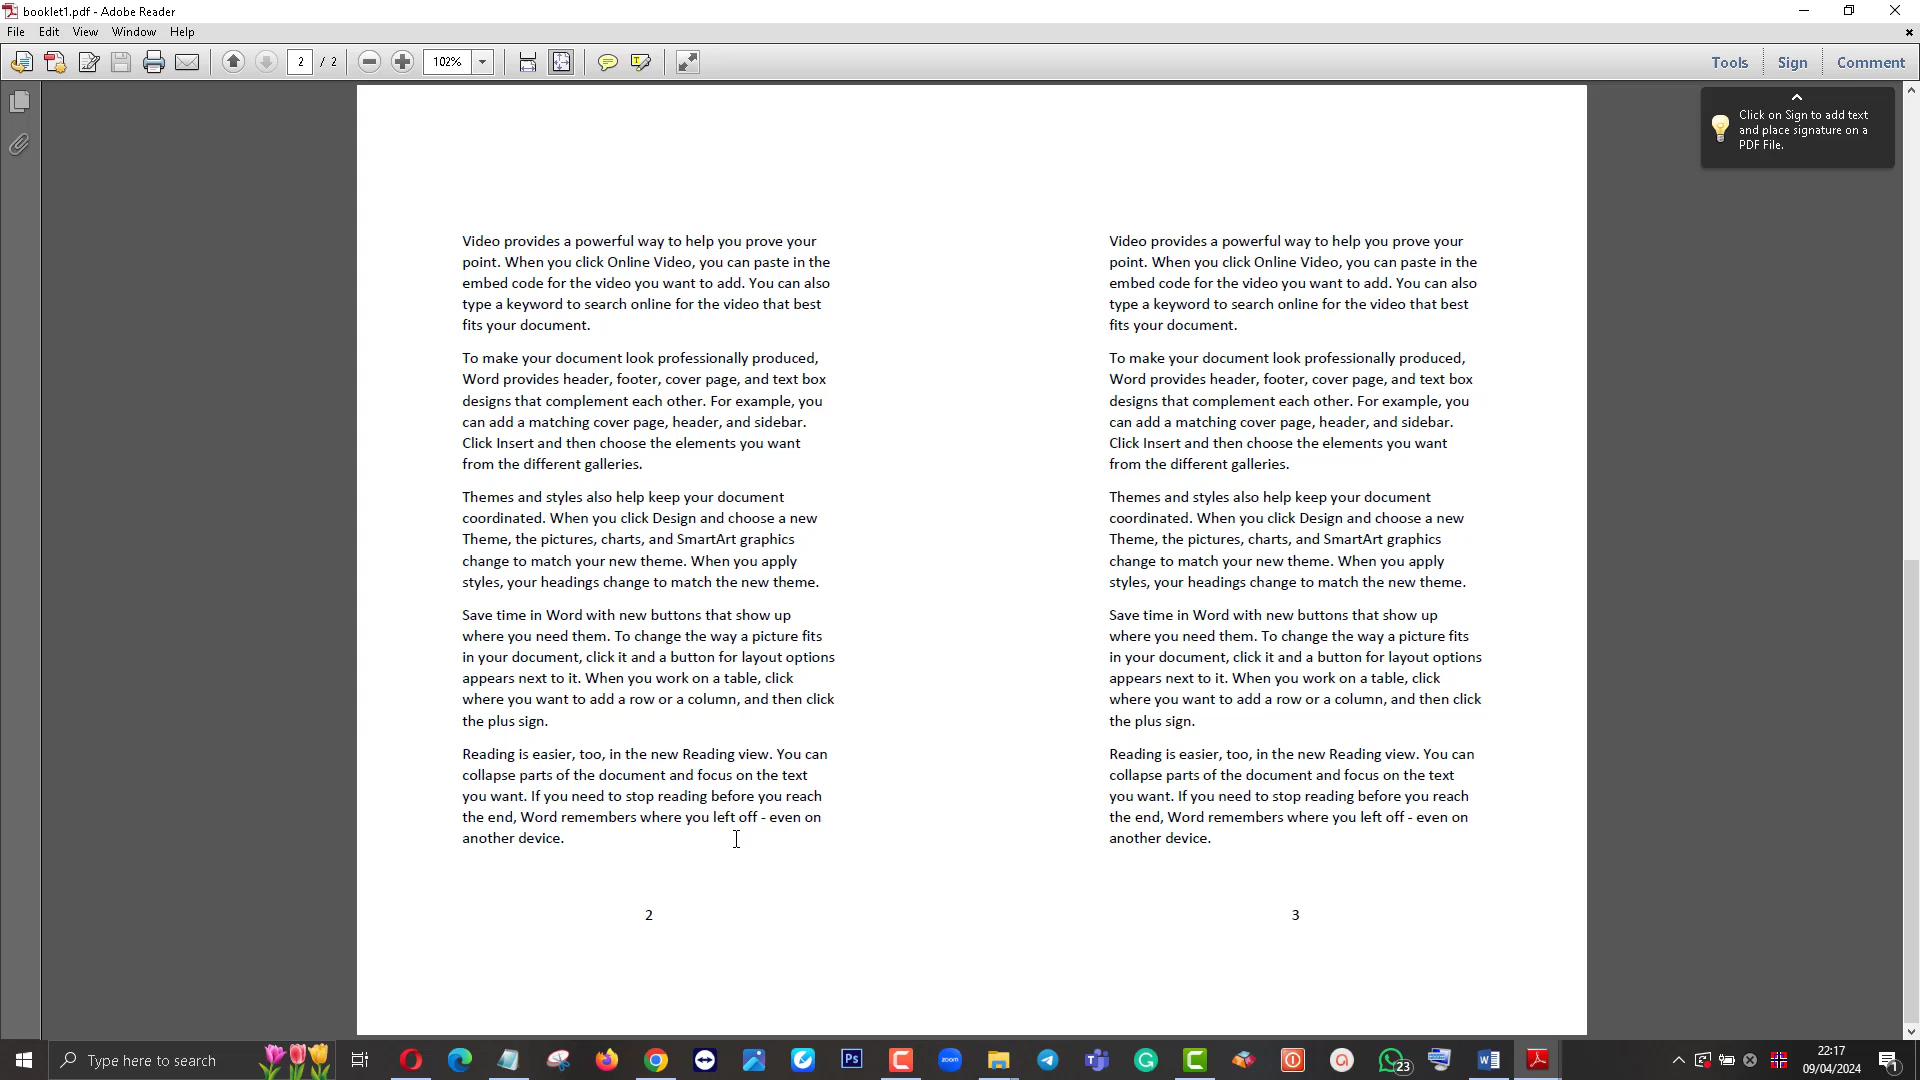 booklet1.pdf - Adobe Reader
File Edit View Window Help
2 / 2 102% Tools Sign Comment
Click on Sign to add text
and place signature on a
PDF File.
Video provides a powerful way to help you prove your
point. When you click Online Video, you can paste in the
embed code for the video you want to add. You can also
type a keyword to search online for the video that best
fits your document.
To make your document look professionally produced,
Word provides header, footer, cover page, and text box
designs that complement each other. For example, you
can add a matching cover page, header, and sidebar.
Click Insert and then choose the elements you want
from the different galleries.
Themes and styles also help keep your document
coordinated. When you click Design and choose a new
Theme, the pictures, charts, and SmartArt graphics
change to match your new theme. When you apply
styles, your headings change to match the new theme.
Save time in Word with new buttons that show up
where you need them. To change the way a picture fits
in your document, click it and a button for layout options
appears next to it. When you work on a table, click
where you want to add a row or a column, and then click
the plus sign.
Reading is easier, too, in the new Reading view. You can
collapse parts of the document and focus on the text
you want. If you need to stop reading before you reach
the end, Word remembers where you left off - even on
another device.
2
Video provides a powerful way to help you prove your
point. When you click Online Video, you can paste in the
embed code for the video you want to add. You can also
type a keyword to search online for the video that best
fits your document.
To make your document look professionally produced,
Word provides header, footer, cover page, and text box
designs that complement each other. For example, you
can add a matching cover page, header, and sidebar.
Click Insert and then choose the elements you want
from the different galleries.
Themes and styles also help keep your document
coordinated. When you click Design and choose a new
Theme, the pictures, charts, and SmartArt graphics
change to match your new theme. When you apply
styles, your headings change to match the new theme.
Save time in Word with new buttons that show up
where you need them. To change the way a picture fits
in your document, click it and a button for layout options
appears next to it. When you work on a table, click
where you want to add a row or a column, and then click
the plus sign.
Reading is easier, too, in the new Reading view. You can
collapse parts of the document and focus on the text
you want. If you need to stop reading before you reach
the end, Word remembers where you left off - even on
another device.
3
Type here to search
Ps
zoom
23
22:17
09/04/2024
1